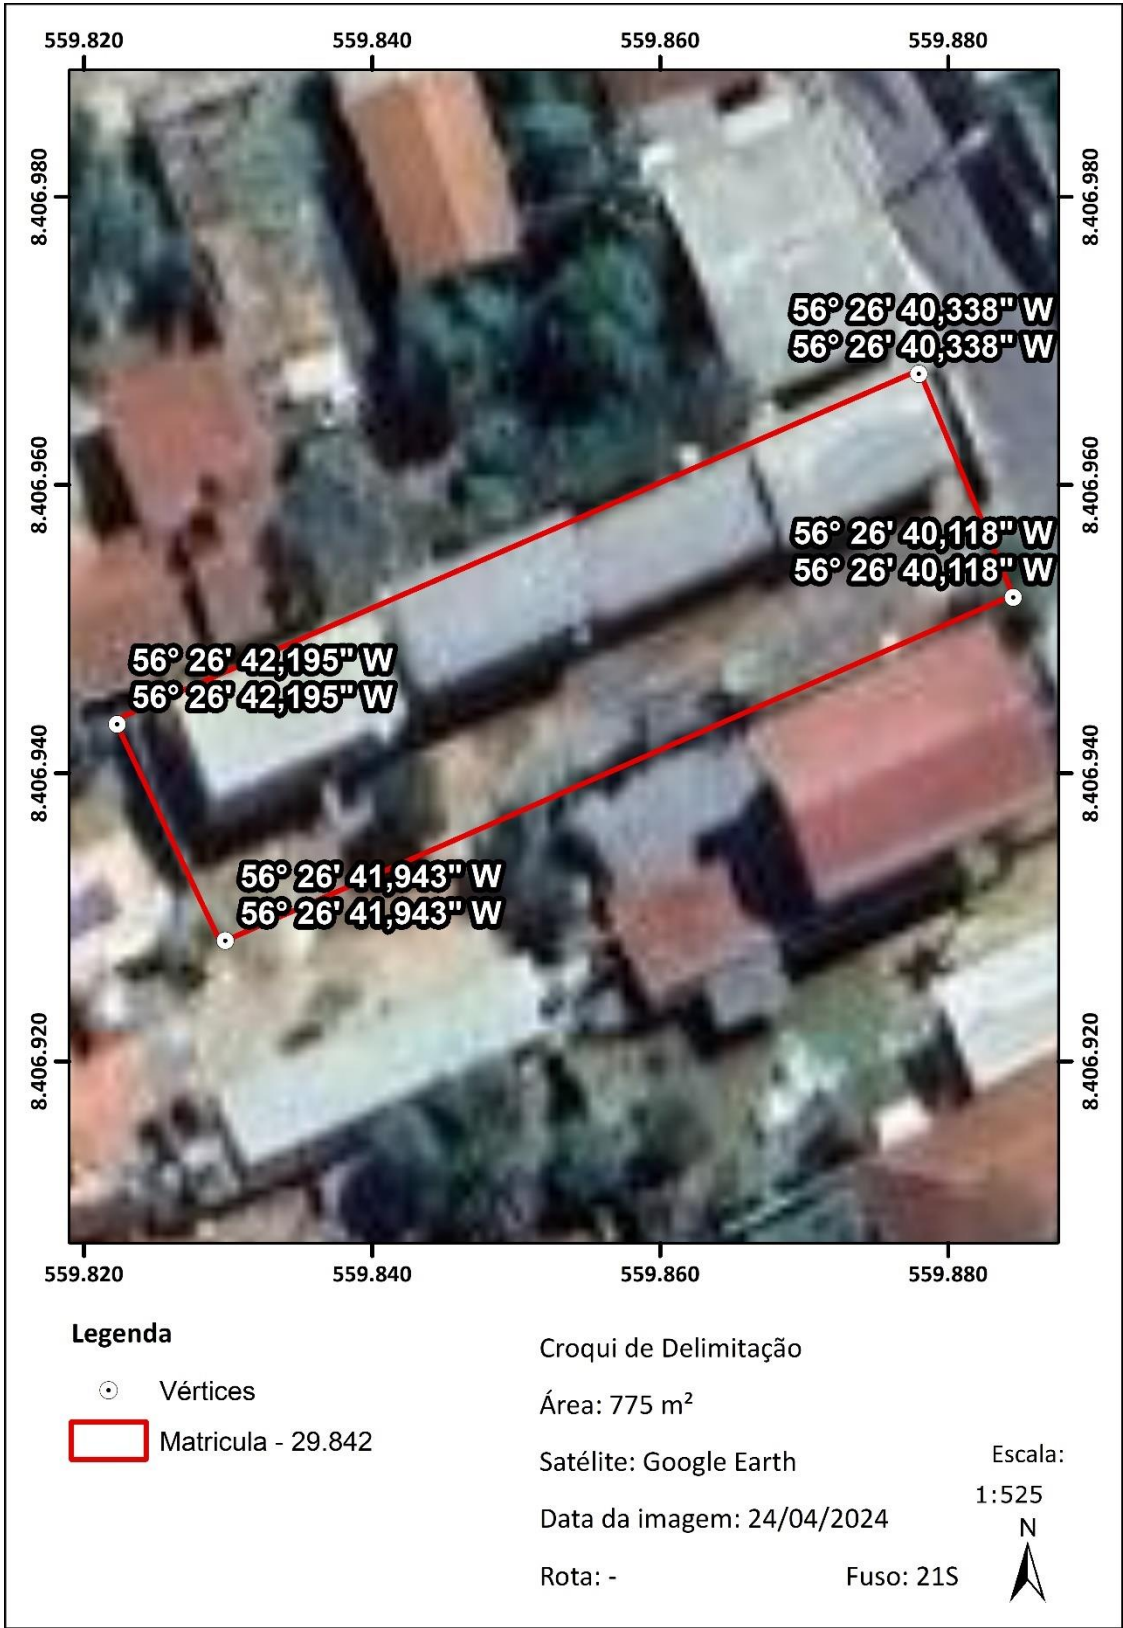 559.820 559.840 559.860 559.880
8.406.980 8.406.980
56° 26' 40,338" W
56° 26' 40,338" W
8.406.960 8.406.960
56° 26' 40,118" W
56° 26' 40,118" W
56° 26' 42,195" W
56° 26' 42,195" W
8.406.940 8.406.940
56° 26' 41,943" W
56° 26' 41,943" W
8.406.920 8.406.920
559.820 559.840 559.860 559.880
Legenda
Vértices
Matricula - 29.842
Croqui de Delimitação
Área: 775 m²
Satélite: Google Earth
Data da imagem: 24/04/2024
Rota: -
Fuso: 21S
Escala:
1:525
N